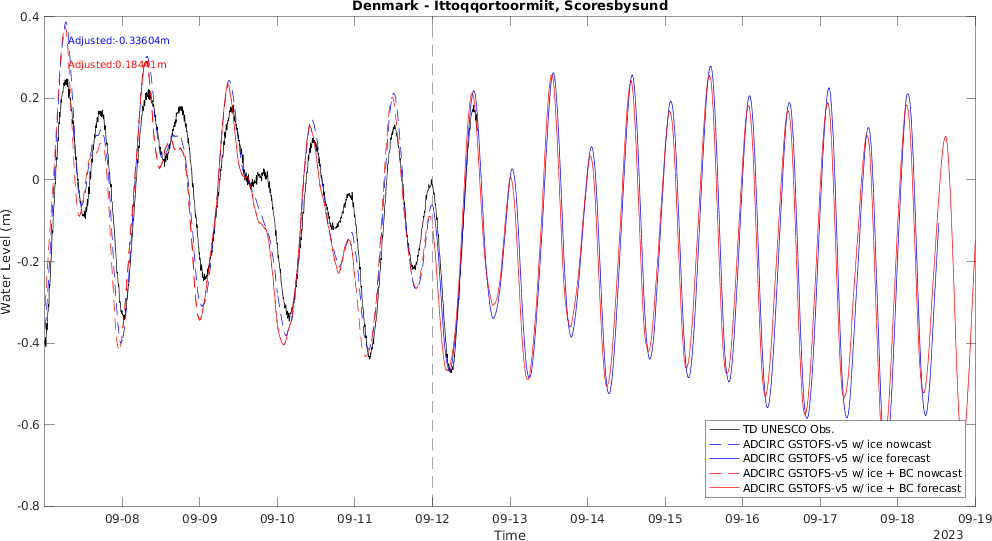 Denmark - Ittoqqortoormiit, Scoresbysund
0.4
0.2
0
-0.2
-0.4
-0.6
-0.8
Water Level (m)
Adjusted:-0.33604m
TD UNESCO Obs.
ADCIRC GSTOFS-v5 w/ ice nowcast
ADCIRC GSTOFS-v5 w/ ice forecast
ADCIRC GSTOFS-v5 w/ ice + BC nowcast
ADCIRC GSTOFS-v5 w/ ice + BC forecast
09-08 09-09 09-10 09-11 09-12 09-13 09-14 09-15 09-16 09-17 09-18 09-19
Time
2023